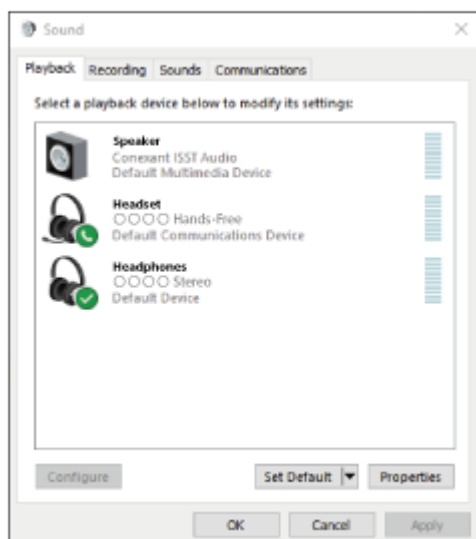 Sound
Playback Recording Sounds Communications
Select a playback device below to modify its settings:
Speaker
Conexant ISST Audio
Default Multimedia Device
Headset
○○○○ Hands-Free
Default Communications Device
Headphones
○○○○ Stereo
Default Device
Configure Set Default Properties
OK Cancel Apply